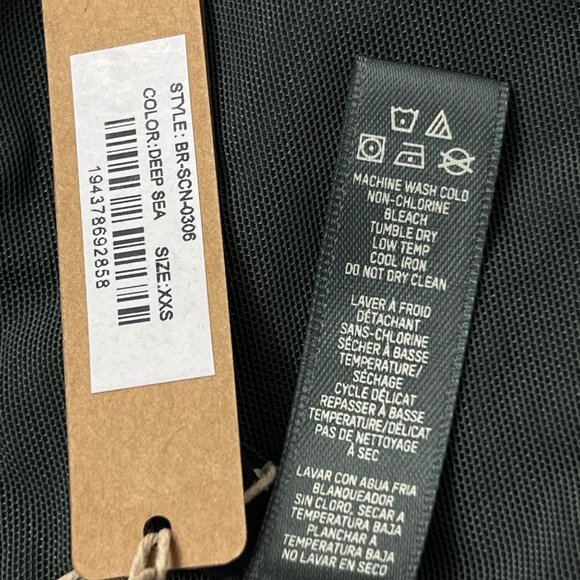 STYLE: BR-SCN-0306
COLOR:DEEP SEA SIZE:XXS
194378692858
MACHINE WASH COLD
NON-CHLORINE
BLEACH
TUMBLE DRY
LOW TEMP
COOL IRON
DO NOT DRY CLEAN
LAVER À FROID
DÉTACHANT
SANS-CHLORINE
SÉCHER À BASSE
TEMPERATURE/
SÉCHAGE
CYCLE DÉLICAT
REPASSER À BASSE
TEMPERATURE/DÉLICAT
PAS DE NETTOYAGE
À SEC
LAVAR CON AGUA FRIA
BLANQUEADOR
SIN CLORO, SECAR A
TEMPERATURA BAJA
PLANCHAR A
TEMPERATURA BAJA
NO LAVAR EN SECO